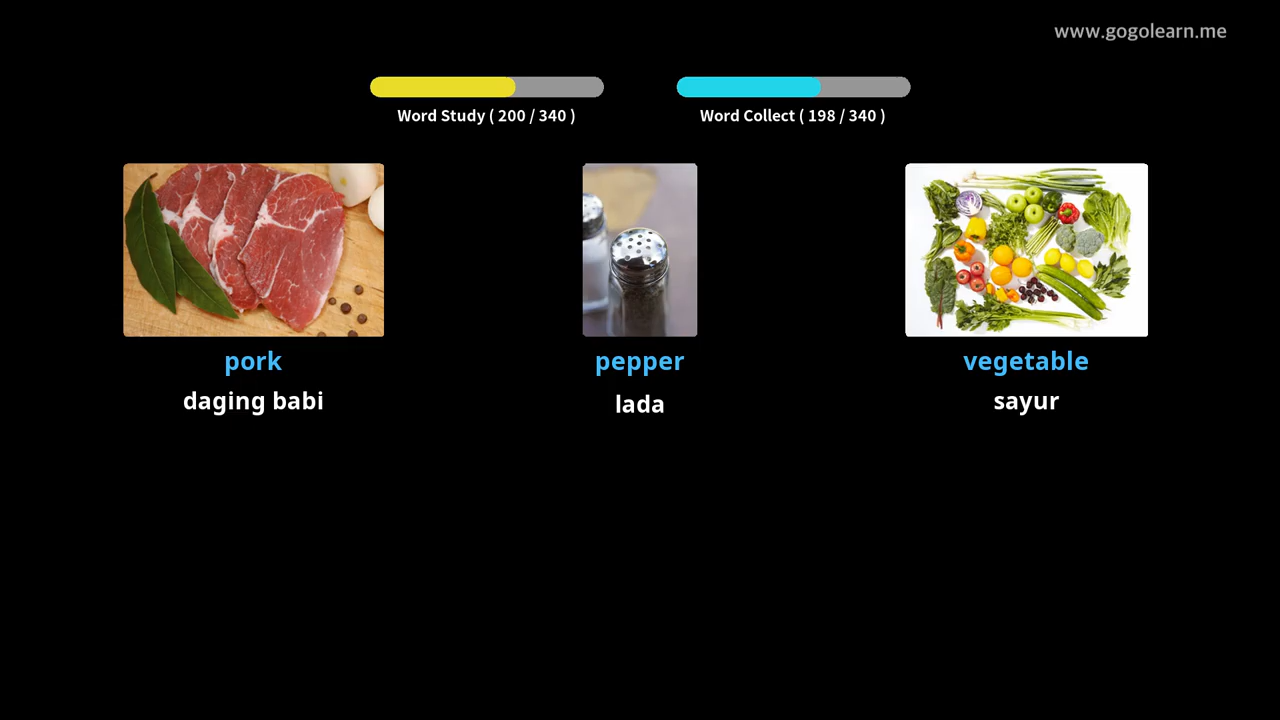 www.gogolearn.me
Word Study ( 200 / 340 )
Word Collect ( 198 / 340 )
pork
daging babi
pepper
lada
vegetable
sayur